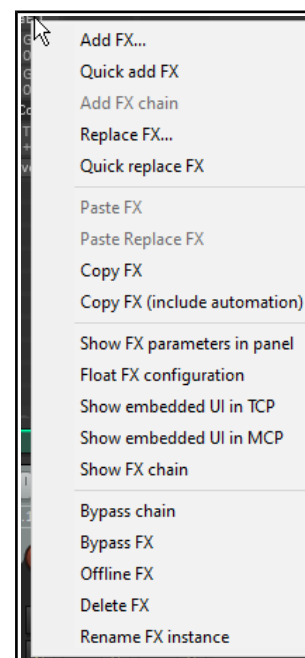 Add FX...
Quick add FX
Add FX chain
Replace FX...
Quick replace FX
Paste FX
Paste Replace FX
Copy FX
Copy FX (include automation)
Show FX parameters in panel
Float FX configuration
Show embedded UI in TCP
Show embedded UI in MCP
Show FX chain
Bypass chain
Bypass FX
Offline FX
Delete FX
Rename FX instance